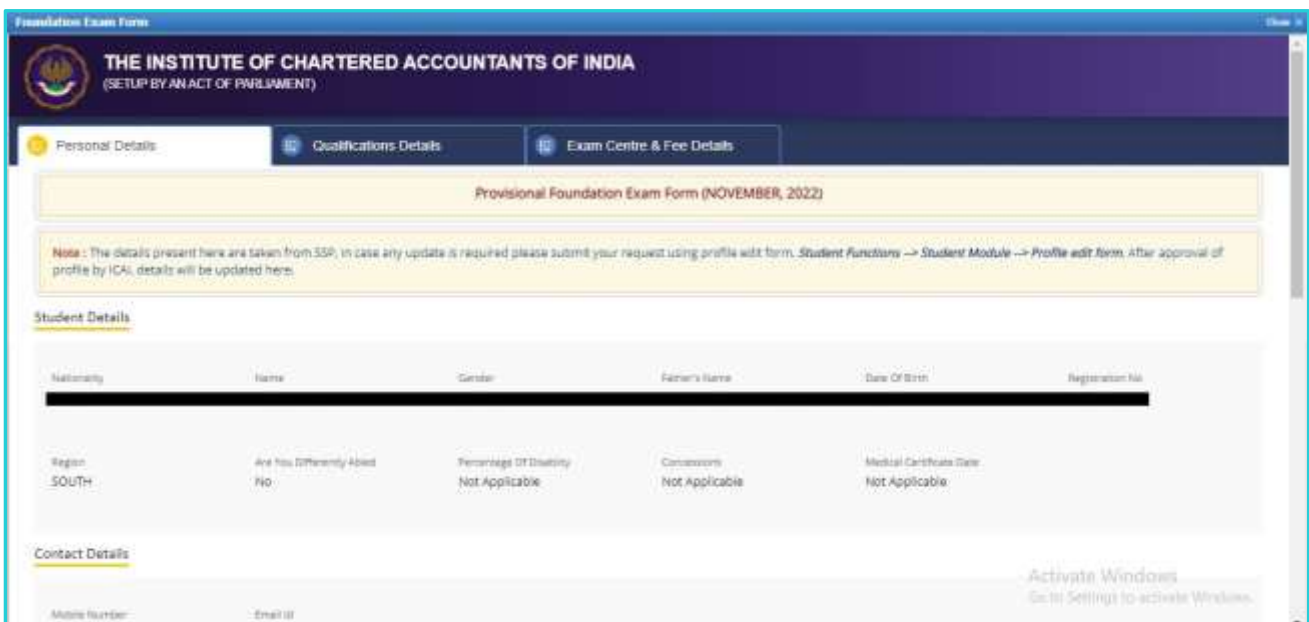 Foundation Exam Form
Close
THE INSTITUTE OF CHARTERED ACCOUNTANTS OF INDIA
(SETUP BY AN ACT OF PARLIAMENT)
Personal Details
Qualifications Details
Exam Centre & Fee Details
Provisional Foundation Exam Form (NOVEMBER, 2022)
Note : The details present here are taken from SSP, in case any update is required please submit your request using profile edit form. Student Functions --> Student Module --> Profile edit form. After approval of
profile by ICAI, details will be updated here.
Student Details
Nationality Name Gender Father's Name Date Of Birth Registration No
Region Are You Differently Abled Percentage Of Disability Concessions Medical Certificate Date
SOUTH No Not Applicable Not Applicable Not Applicable
Contact Details
Activate Windows
Go to Settings to activate Windows.
Mobile Number Email Id